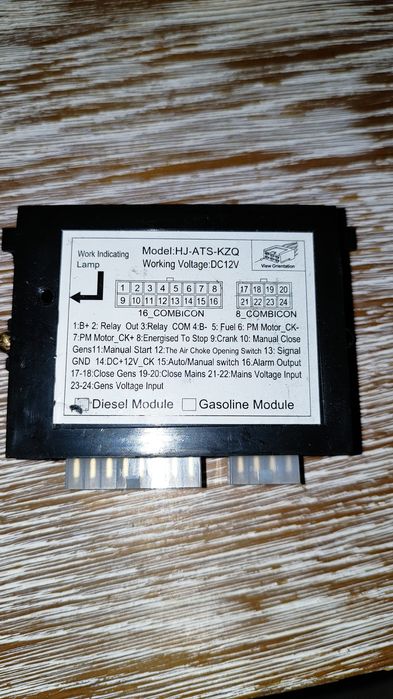 Work Indicating
Lamp
Model:HJ-ATS-KZQ
Working Voltage:DC12V
View Orientation
1 2 3 4 5 6 7 8
9 10 11 12 13 14 15 16
16_COMBICON
17 18 19 20
21 22 23 24
8_COMBICON
1:B+ 2: Relay Out 3:Relay COM 4:B- 5: Fuel 6: PM Motor_CK-
7:PM Motor_CK+ 8:Energised To Stop 9:Crank 10: Manual Close
Gens11:Manual Start 12:The Air Choke Opening Switch 13: Signal
GND 14:DC+12V_CK 15:Auto/Manual switch 16.Alarm Output
17-18:Close Gens 19-20:Close Mains 21-22:Mains Voltage Input
23-24:Gens Voltage Input
Diesel Module Gasoline Module